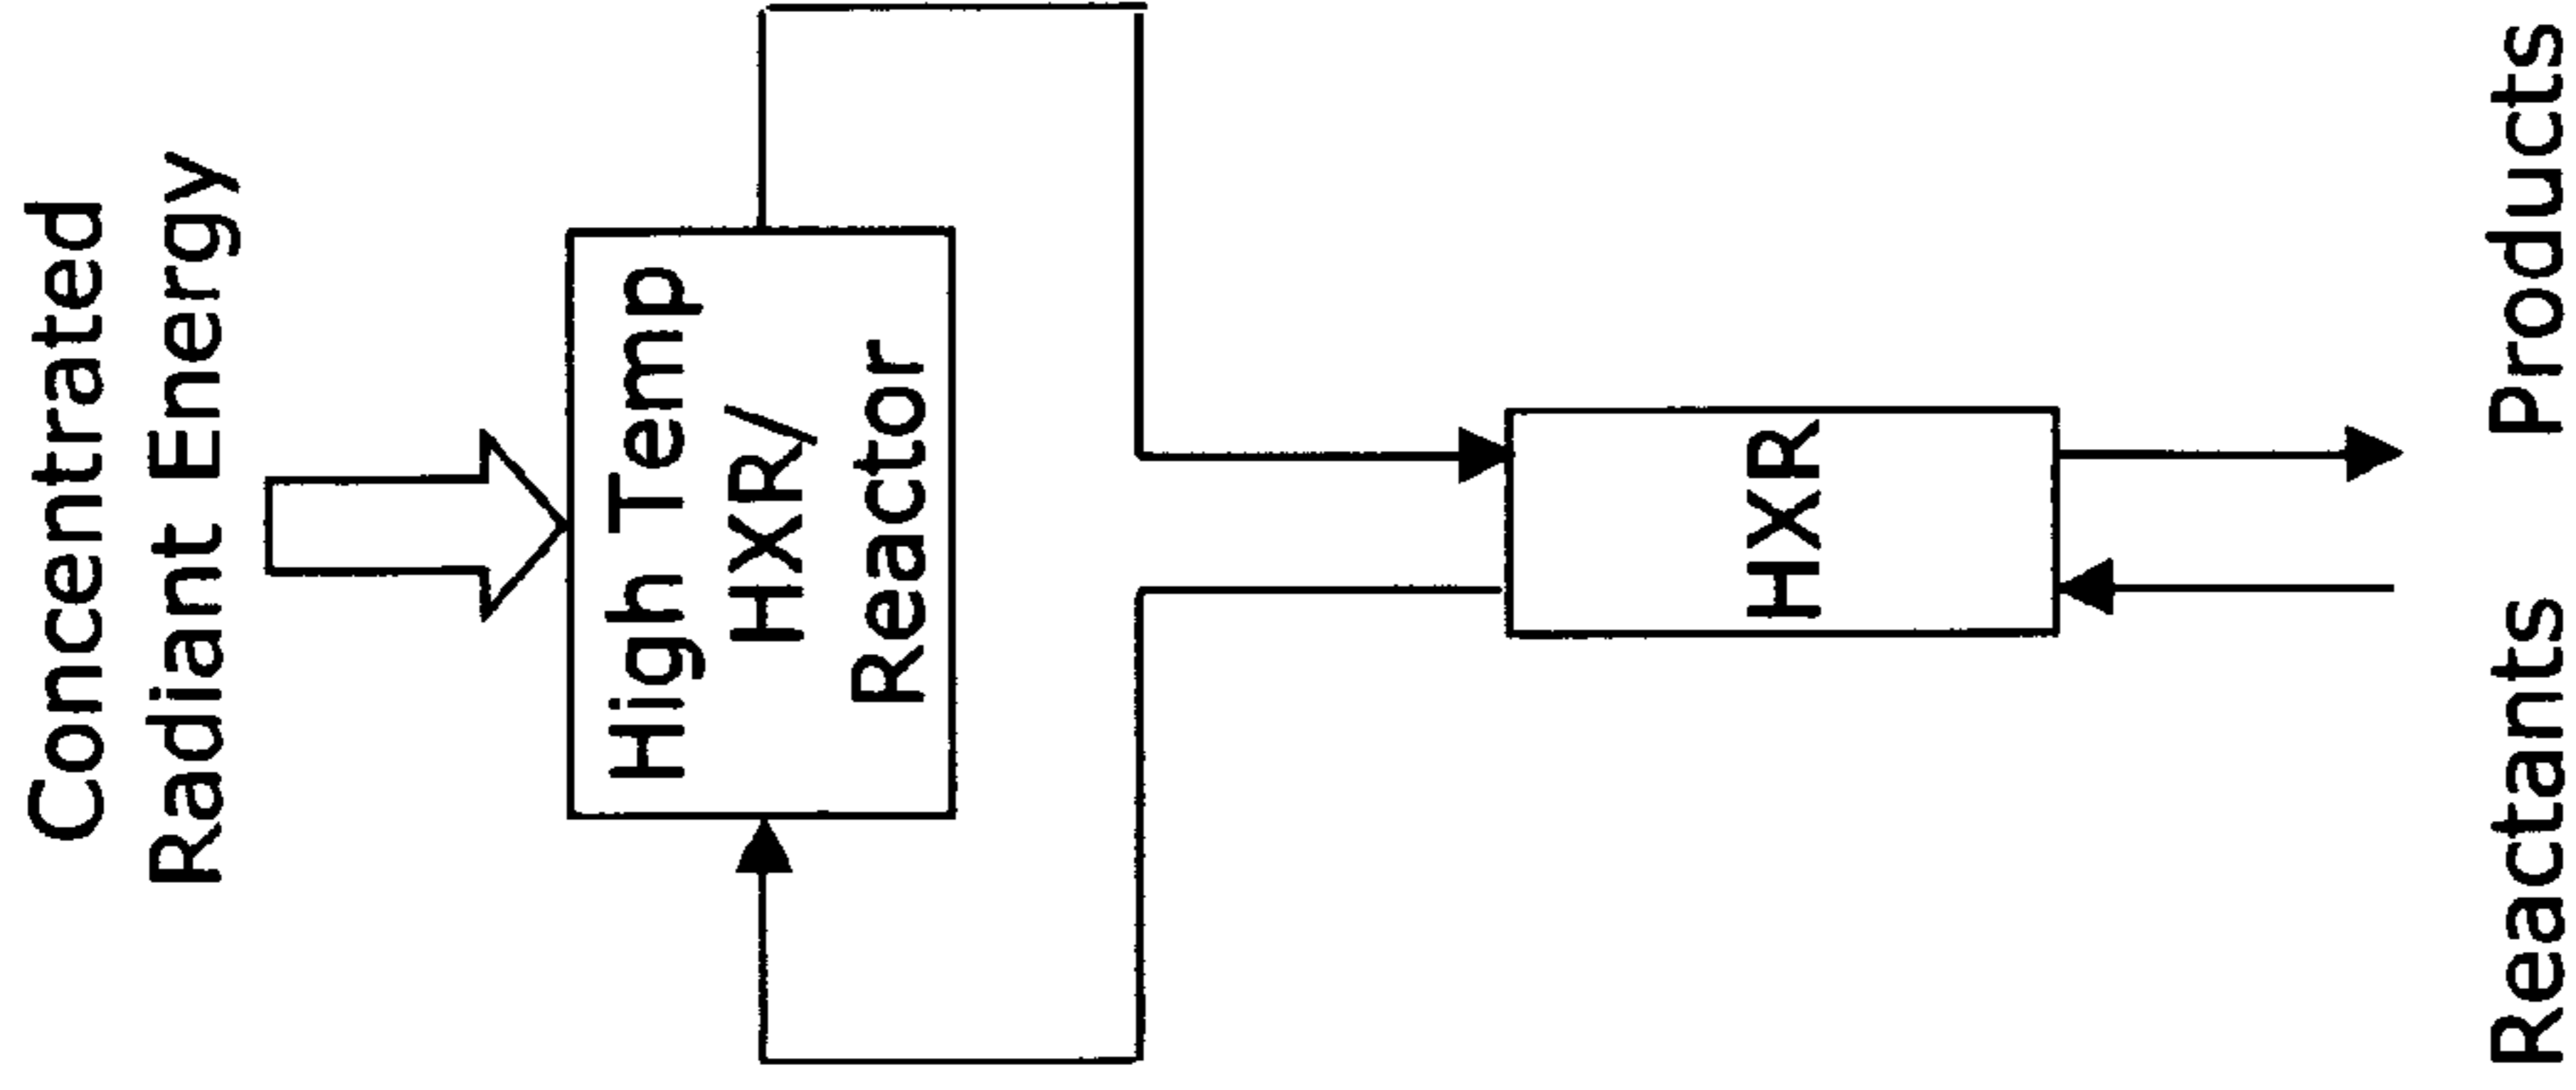 Concentrated
Radiant Energy
High Temp
HXR/
Reactor
HXR
Reactants Products